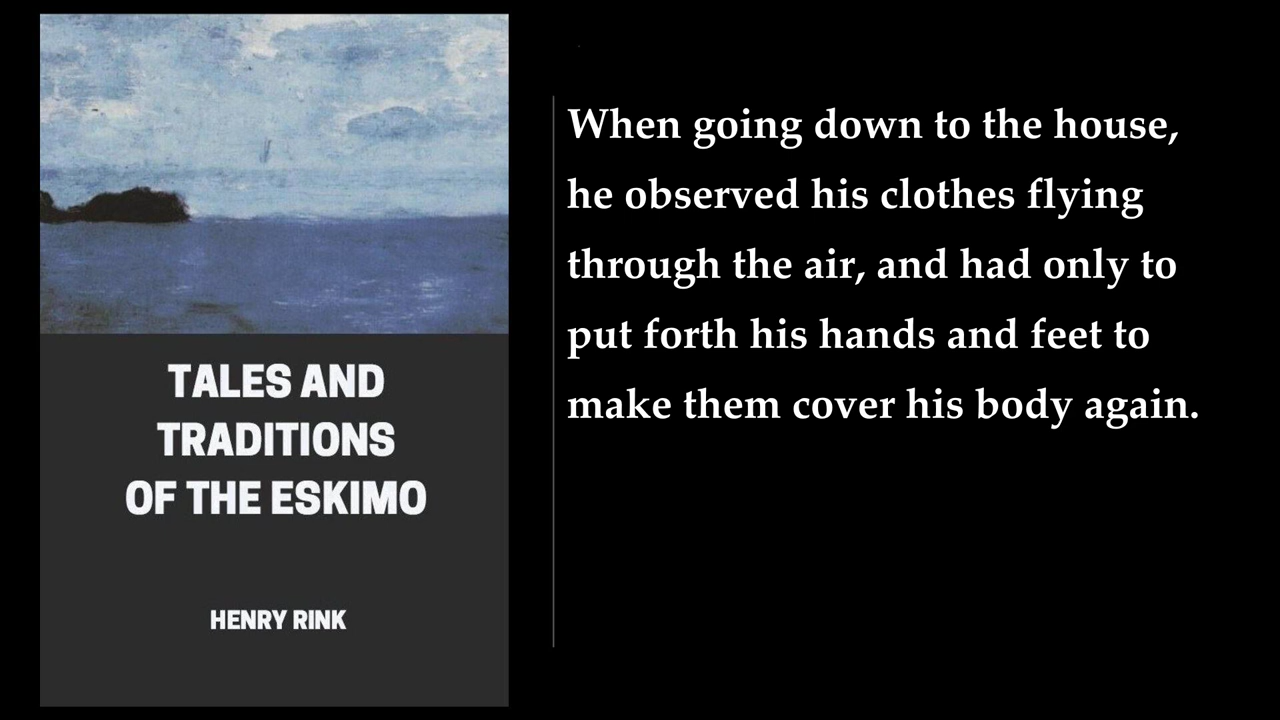 TALES AND
TRADITIONS
OF THE ESKIMO
HENRY RINK
When going down to the house,
he observed his clothes flying
through the air, and had only to
put forth his hands and feet to
make them cover his body again.